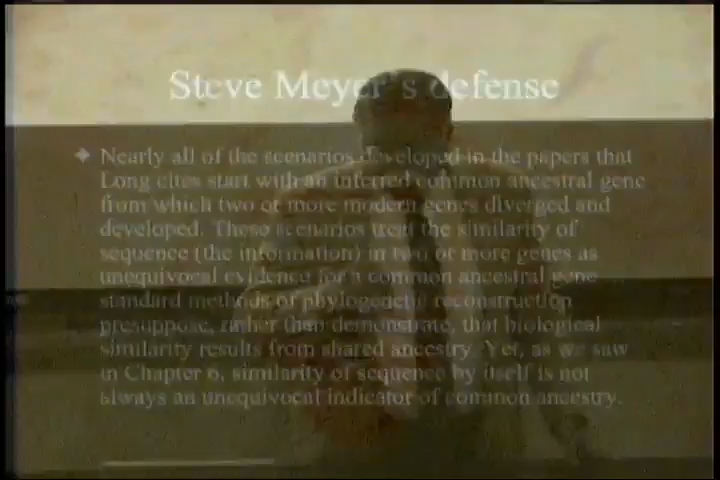 Steve Meyer's defense
Nearly all of the scenarios developed in the papers that
Long cites start with an inferred common ancestral gene
from which two or more modern genes diverged and
developed. These scenarios treat the similarity of
sequence (the information) in two or more genes as
unequivocal evidence for a common ancestral gene
standard methods of phylogenetic reconstruction
presuppose, rather than demonstrate, that biological
similarity results from shared ancestry. Yet, as we saw
in Chapter 6, similarity of sequence by itself is not
always an unequivocal indicator of common ancestry.